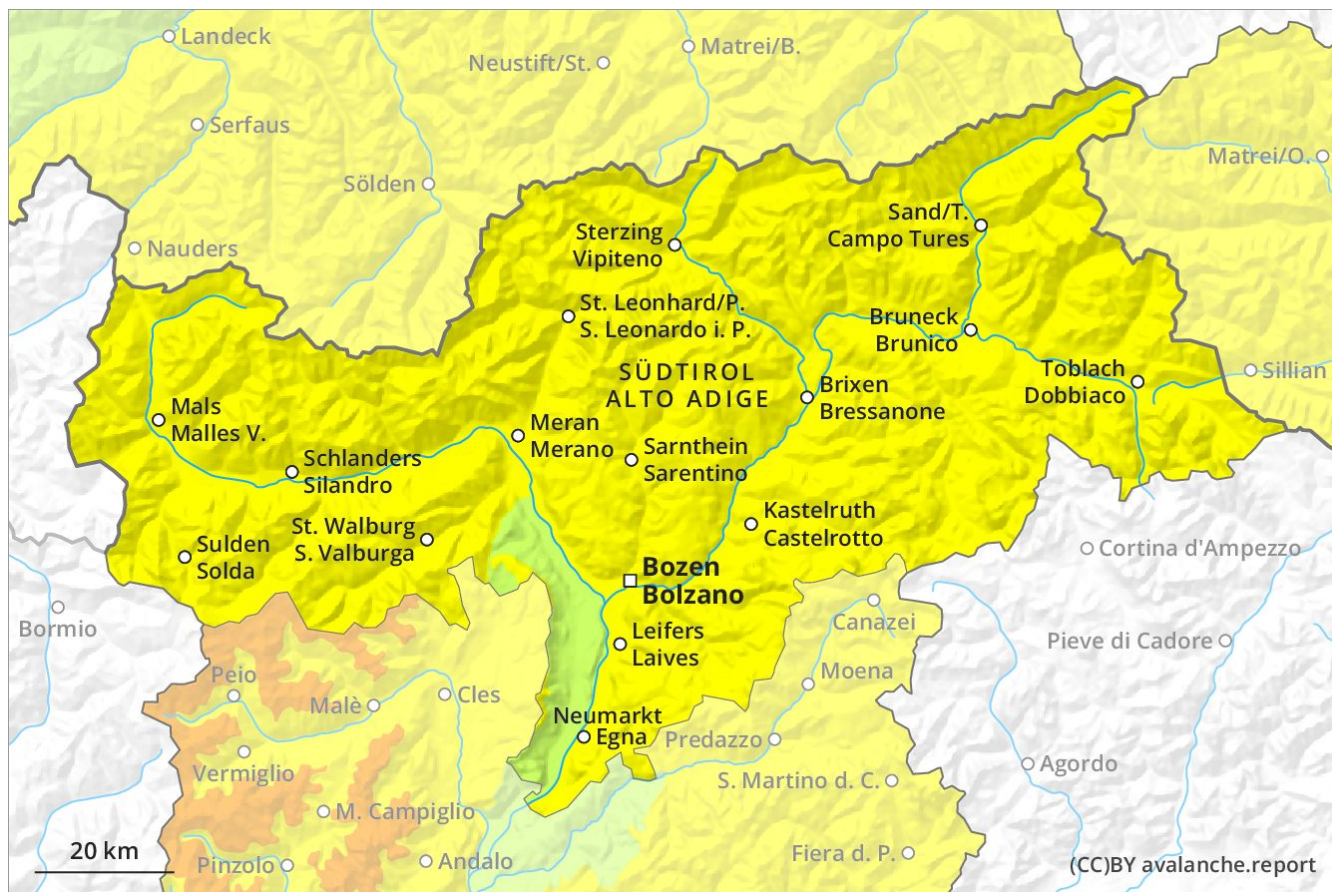 Landeck
Matrei/B.
Neustift/St.
Serfaus
Matrei/O.
Sölden
Sand/T.
Campo Tures
Sterzing
Vipiteno
Nauders
St. Leonhard/P.
S. Leonardo i. P.
Bruneck
Brunico
Toblach
Dobbiaco
Sillian
SÜDTIROL
ALTO ADIGE
Brixen
Bressanone
Mals
Malles V.
Meran
Merano
Schlanders
Silandro
Sarnthein
Sarentino
St. Walburg
S. Valburga
Kastelruth
Castelrotto
Sulden
Solda
Cortina d'Ampezzo
Bozen
Bolzano
Bormio
Canazei
Leifers
Laives
Pieve di Cadore
Moena
Peio
Cles
Malè
Neumarkt
Egna
Predazzo
Vermiglio
Agordo
S. Martino d. C.
M. Campiglio
20 km
Pinzolo
Andalo
Fiera d. P.
(CC)BY avalanche.report